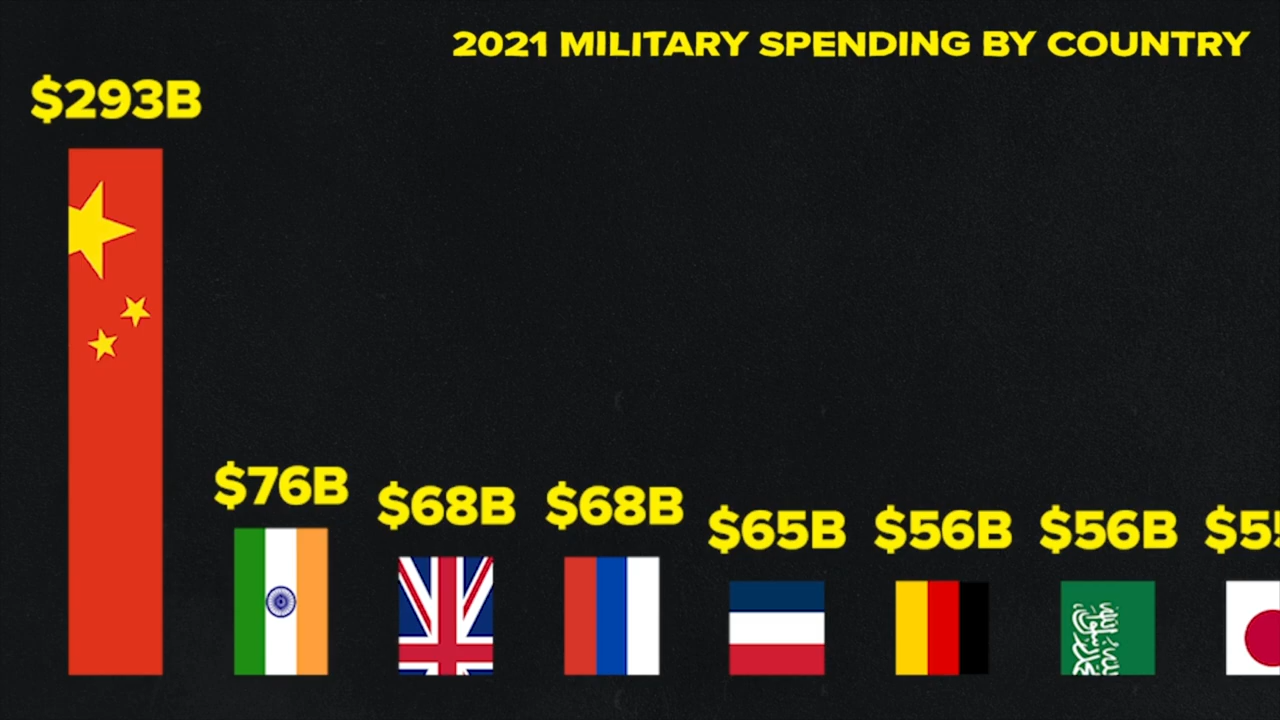 2021 MILITARY SPENDING BY COUNTRY
$293B
$76B
$68B
$68B
$65B
$56B
$56B